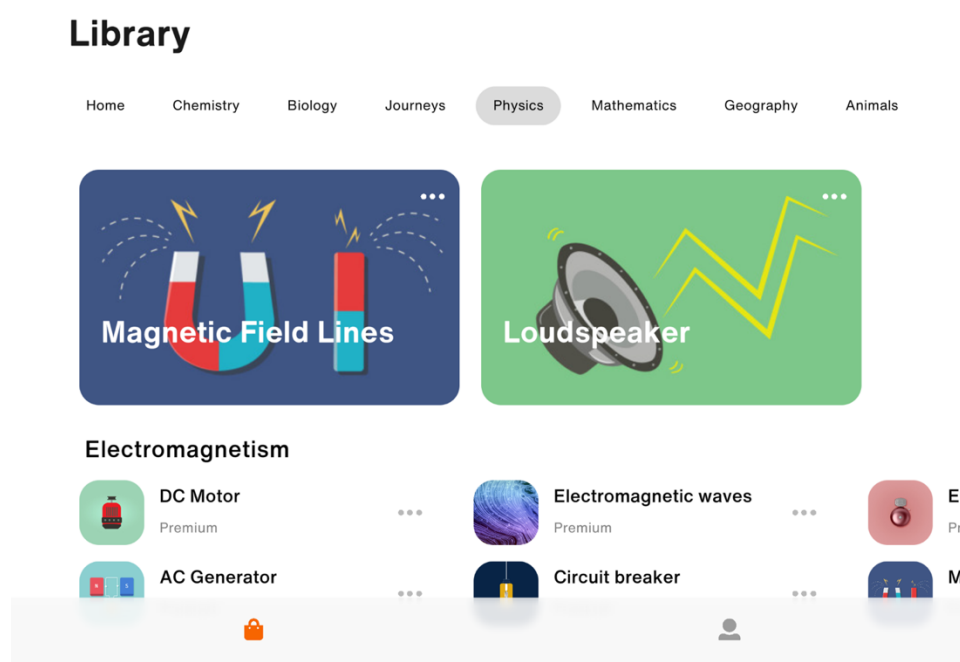 Library
Home Chemistry Biology Journeys Physics Mathematics Geography Animals
Magnetic Field Lines Loudspeaker
Electromagnetism
DC Motor Electromagnetic waves E
Premium Premium Pr
AC Generator Circuit breaker M